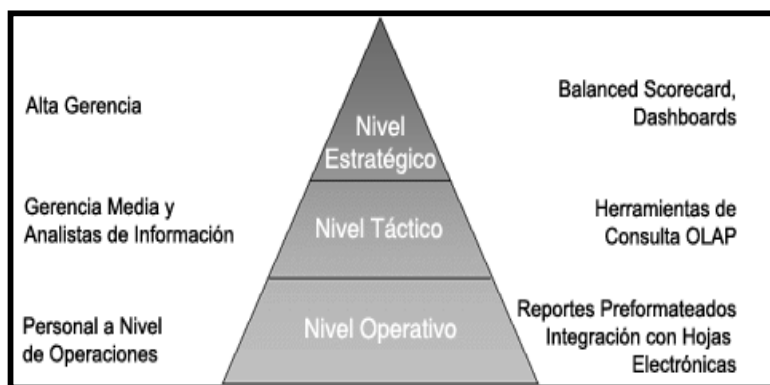 Alta Gerencia
Nivel
Estratégico
Balanced Scorecard,
Dashboards
Gerencia Media y
Analistas de Información
Nivel Táctico
Herramientas de
Consulta OLAP
Personal a Nivel
de Operaciones
Nivel Operativo
Reportes Preformateados
Integración con Hojas
Electrónicas